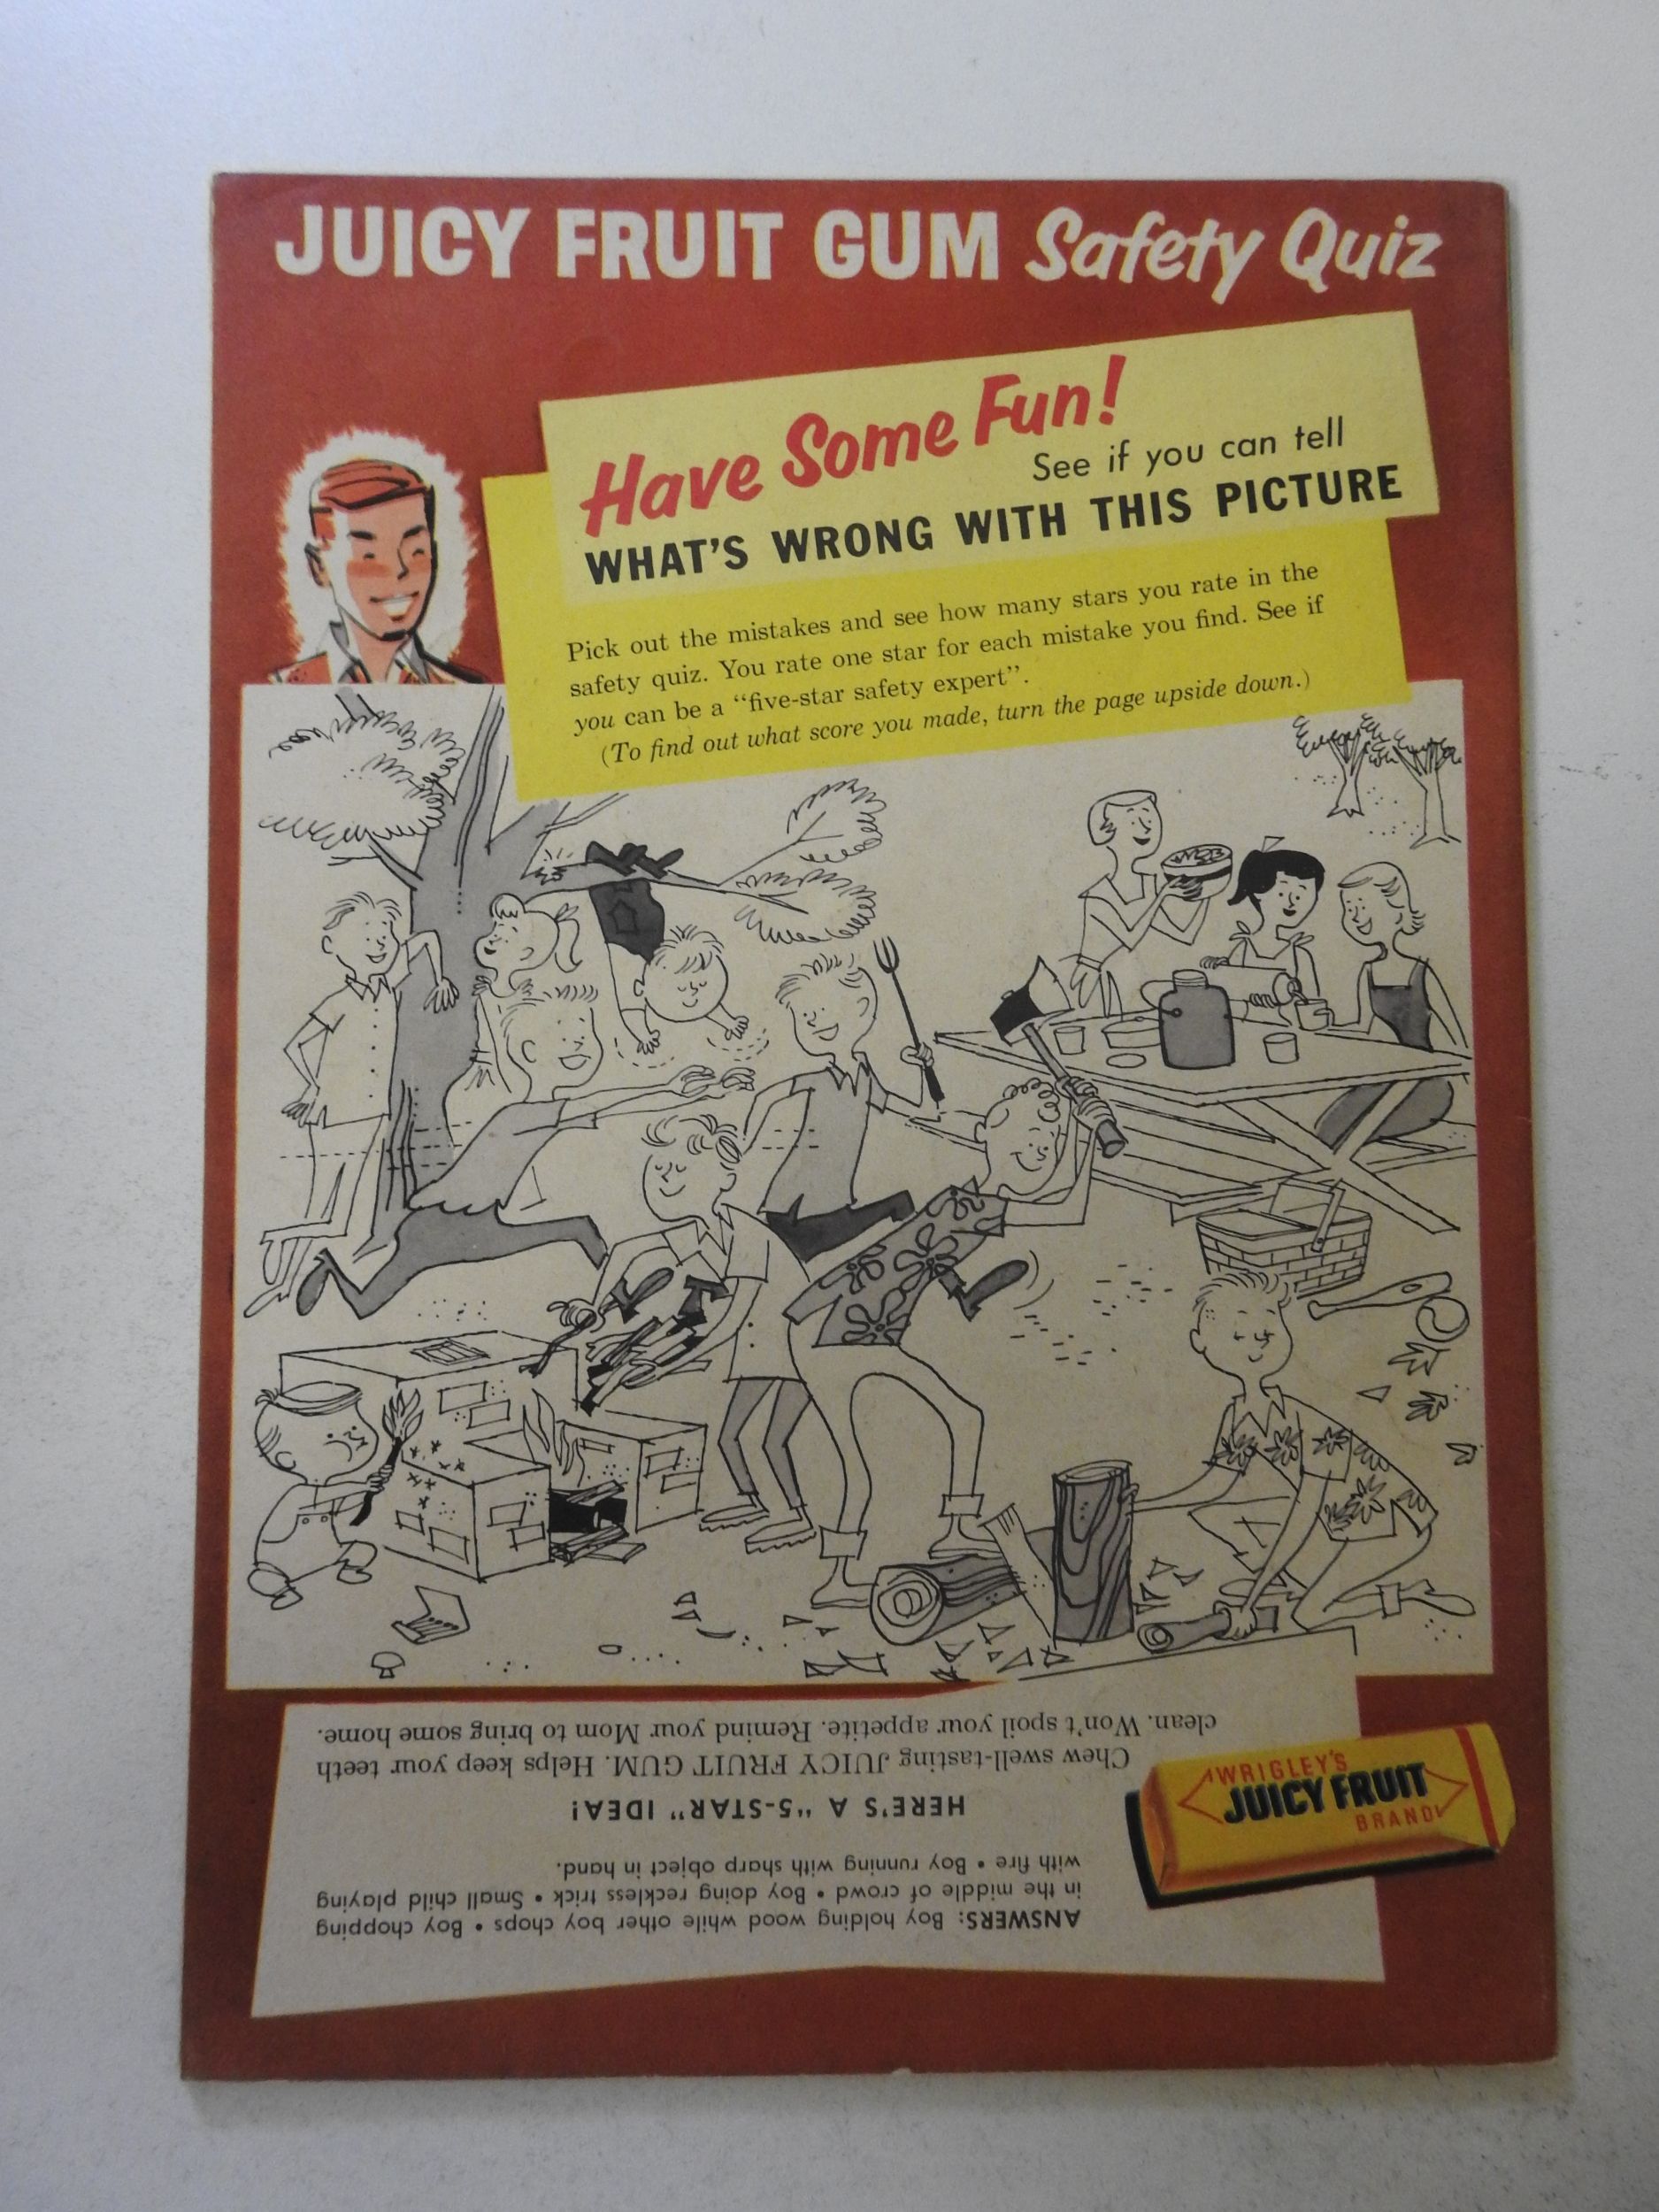 JUICY FRUIT GUM Safety Quiz
Have Some Fun!
See if you can tell
WHAT'S WRONG WITH THIS PICTURE
Pick out the mistakes and see how many stars you rate in the
safety quiz. You rate one star for each mistake you find. See if
you can be a “five-star safety expert”.
(To find out what score you made, turn the page upside down.)
ANSWERS: Boy holding wood while other boy chops • Boy chopping
in the middle of crowd • Boy doing reckless trick • Small child playing
with fire • Boy running with sharp object in hand.
HERE'S A "5-STAR" IDEA!
Chew swell-tasting JUICY FRUIT GUM. Helps keep your teeth
clean. Won't spoil your appetite. Remind your Mom to bring some home.
WRIGLEY'S
JUICY FRUIT
BRAND